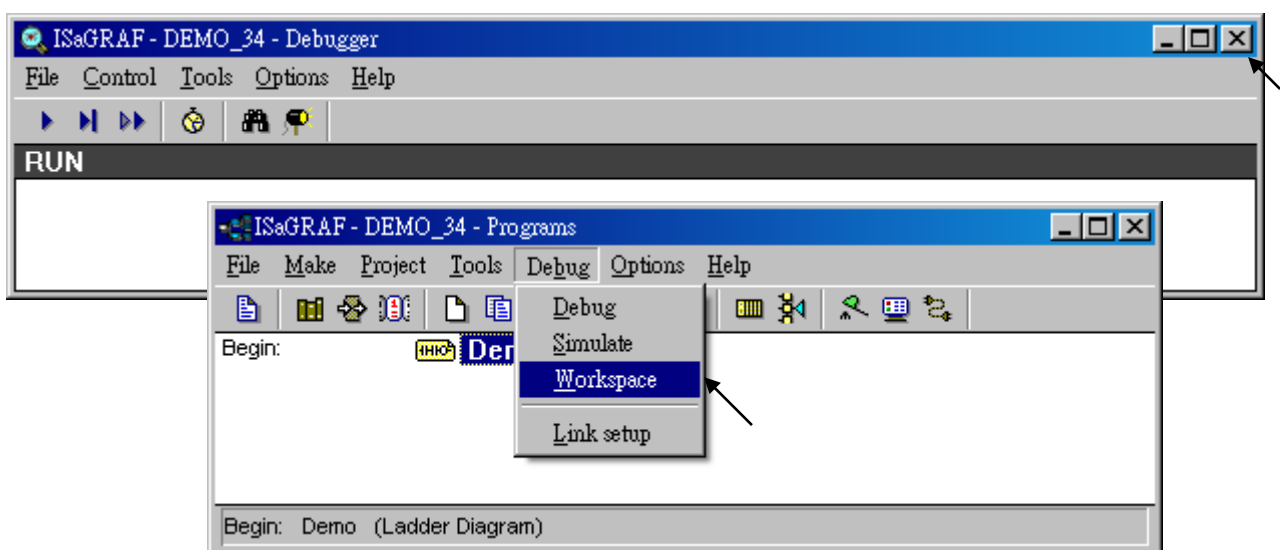 ISaGRAF - DEMO_34 - Debugger
File Control Tools Options Help
RUN
ISaGRAF - DEMO_34 - Programs
File Make Project Tools Debug Options Help
Debug
Begin:
Simulate
Workspace
Link setup
Begin: Demo (Ladder Diagram)